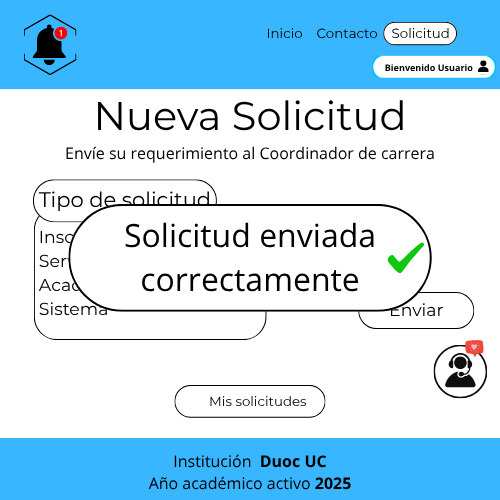 1
Inicio Contacto Solicitud
Bienvenido Usuario
Nueva Solicitud
Envíe su requerimiento al Coordinador de carrera
Tipo de solicitud
Solicitud enviada
correctamente
Sistema
Enviar
Mis solicitudes
Institución Duoc UC
Año académico activo 2025